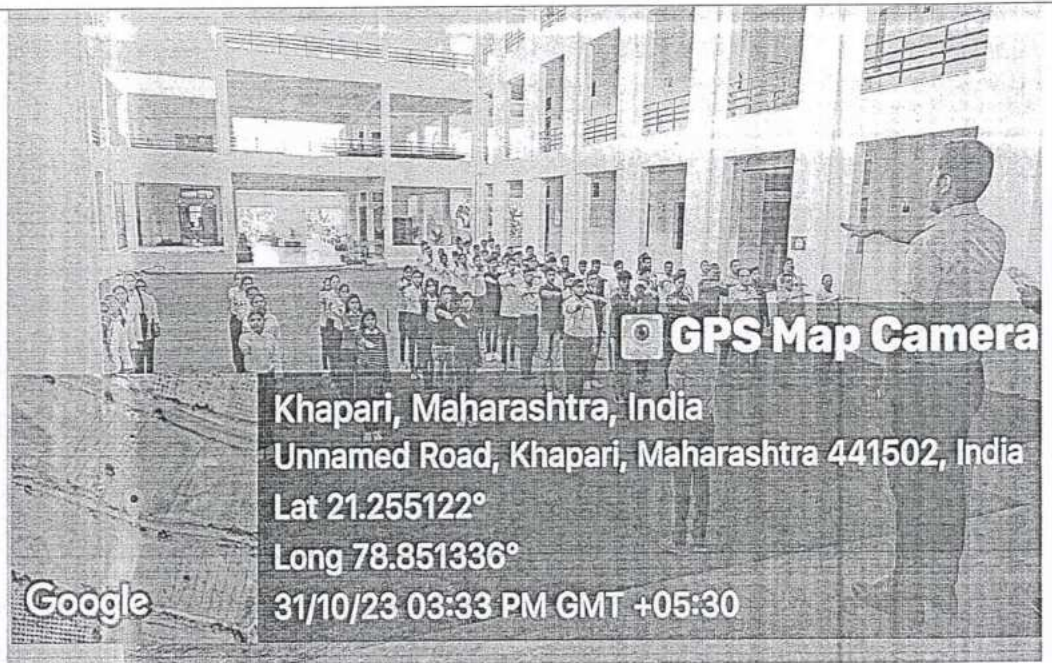 GPS Map Camera
Khapari, Maharashtra, India
Unnamed Road, Khapari, Maharashtra 441502, India
Lat 21.255122°
Long 78.851336°
31/10/23 03:33 PM GMT +05:30
Google